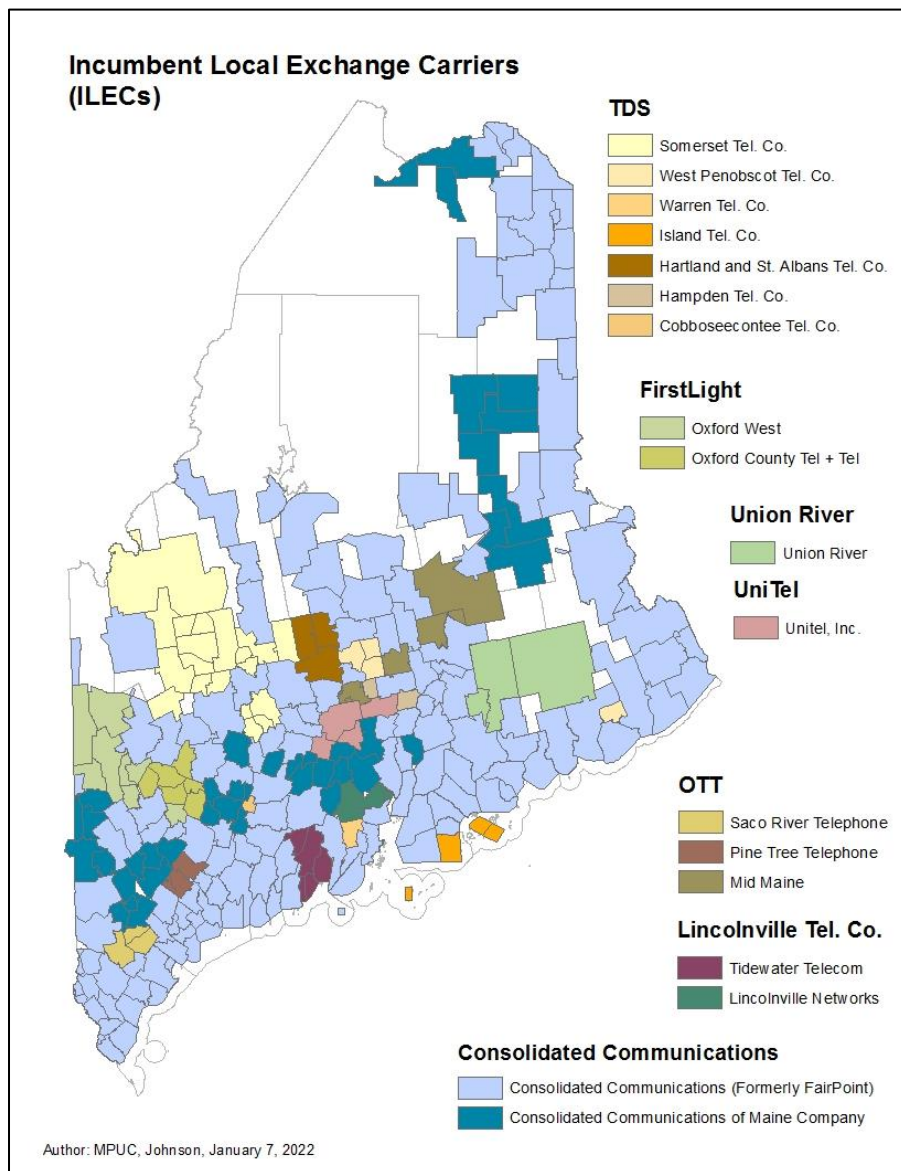 Incumbent Local Exchange Carriers
(ILECs)
TDS
Somerset Tel. Co.
West Penobscot Tel. Co.
Warren Tel. Co.
Island Tel. Co.
Hartland and St. Albans Tel. Co.
Hampden Tel. Co.
Cobboseecontee Tel. Co.
FirstLight
Oxford West
Oxford County Tel + Tel
Union River
Union River
UniTel
Unitel, Inc.
OTT
Saco River Telephone
Pine Tree Telephone
Mid Maine
Lincolnville Tel. Co.
Tidewater Telecom
Lincolnville Networks
Consolidated Communications
Consolidated Communications (Formerly FairPoint)
Consolidated Communications of Maine Company
Author: MPUC, Johnson, January 7, 2022